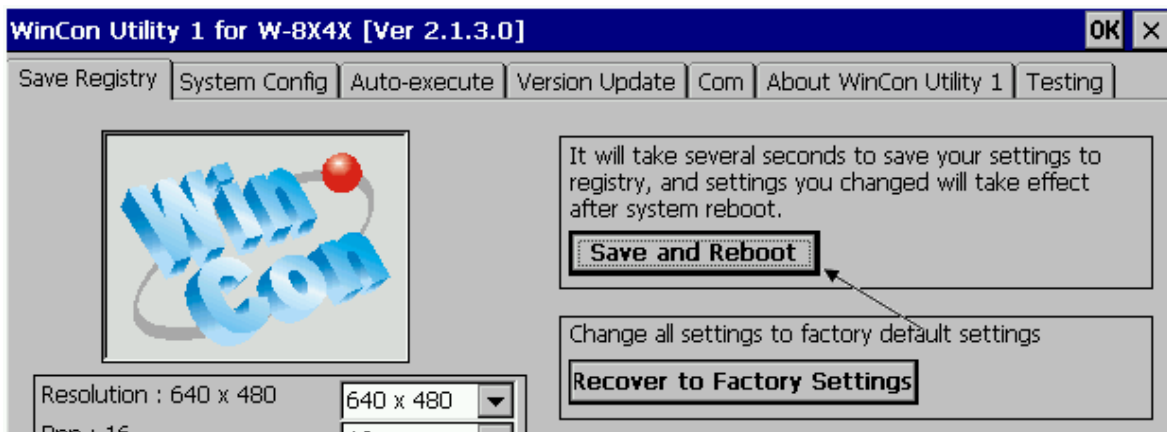 WinCon Utility 1 for W-8X4X [Ver 2.1.3.0]
OK
Save Registry System Config Auto-execute Version Update Com About WinCon Utility 1 Testing
Win
Con
It will take several seconds to save your settings to
registry, and settings you changed will take effect
after system reboot.
Save and Reboot
Change all settings to factory default settings
Recover to Factory Settings
Resolution : 640 x 480
640 x 480